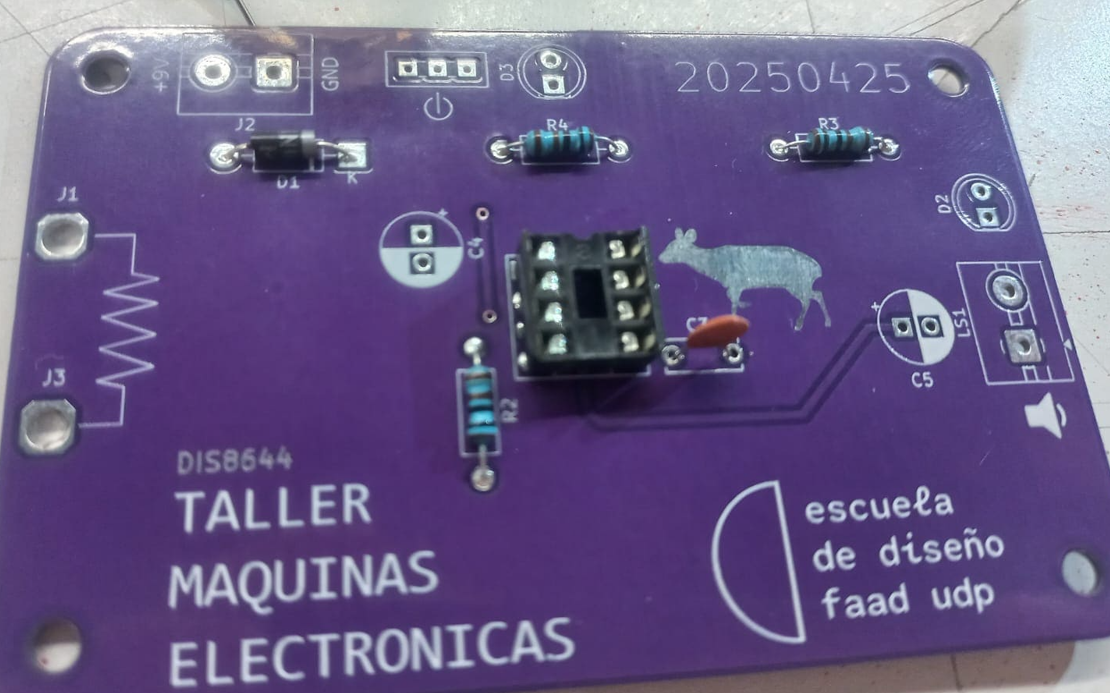 +9V
GND
D3
20250425
J2
R4
R3
D1
K
J1
C4
D2
LS1
C5
J3
R2
DIS8644
TALLER
MAQUINAS
ELECTRONICAS
escuela
de diseño
faad udp